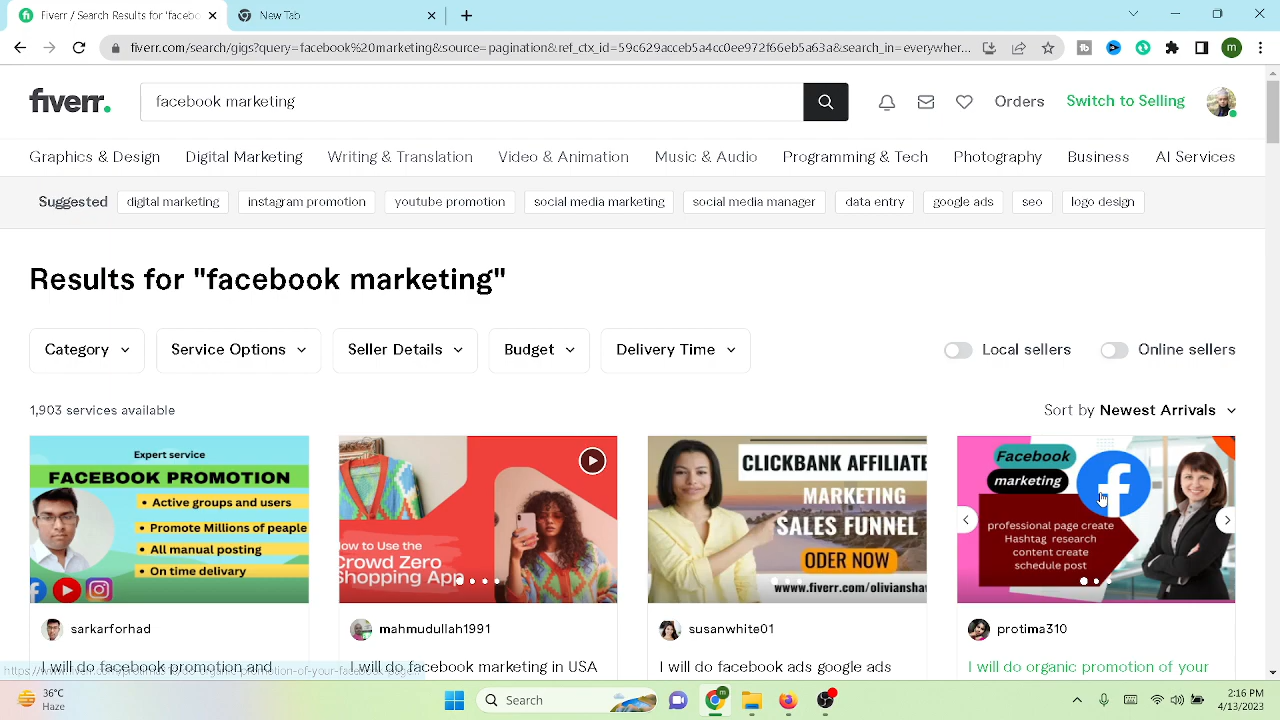 Fiverr / Search Results for 'face
New Tab
fiverr.com/search/gigs?query=facebook%20marketing&source=pagination&ref_ctx_id=59c629aceb5a4cc0ee972f66eb5a63a&search_in=everywher...
m
fiverr.
facebook marketing
Orders
Switch to Selling
Graphics & Design
Digital Marketing
Writing & Translation
Video & Animation
Music & Audio
Programming & Tech
Photography
Business
AI Services
Suggested
digital marketing
instagram promotion
youtube promotion
social media marketing
social media manager
data entry
google ads
seo
logo design
Results for "facebook marketing"
Category
Service Options
Seller Details
Budget
Delivery Time
Local sellers
Online sellers
1,903 services available
Sort by Newest Arrivals
Expert service
FACEBOOK PROMOTION
• Active groups and users
• Promote Millions of people
• All manual posting
• On time delivary
How to Use the
Crowd Zero
Shopping App
CLICKBANK AFFILIATE
MARKETING
SALES FUNNEL
ODER NOW
www.fiverr.com/olivianshaw
Facebook
marketing
professional page create
Hashtag research
content create
schedule post
sarkarforhad
mahmudullah1991
susanwhite01
protima310
I will do facebook promotion and
I will do facebook marketing in USA
I will do facebook ads google ads
I will do organic promotion of your
36°C
Haze
Search
2:16 PM
4/13/2023